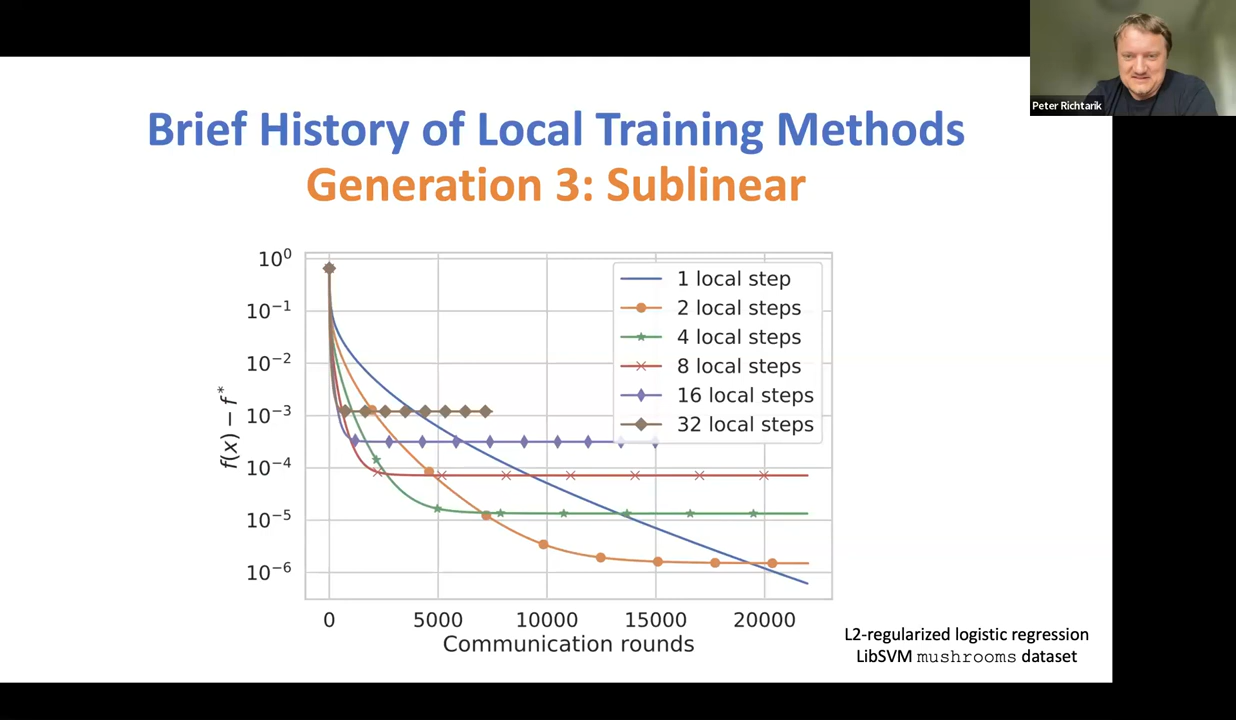 Peter Richtarik
Brief History of Local Training Methods
Generation 3: Sublinear
10⁰
10⁻¹
10⁻²
10⁻³
10⁻⁴
10⁻⁵
10⁻⁶
f(x) − f*
1 local step
2 local steps
4 local steps
8 local steps
16 local steps
32 local steps
0 5000 10000 15000 20000
Communication rounds
L2-regularized logistic regression
LibSVM mushrooms dataset